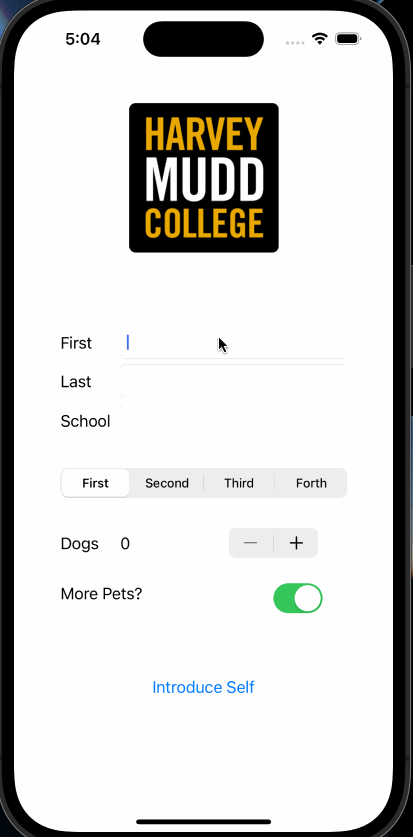 5:04
HARVEY
MUDD
COLLEGE
First
Last
School
First Second Third Forth
Dogs 0 − +
More Pets?
Introduce Self